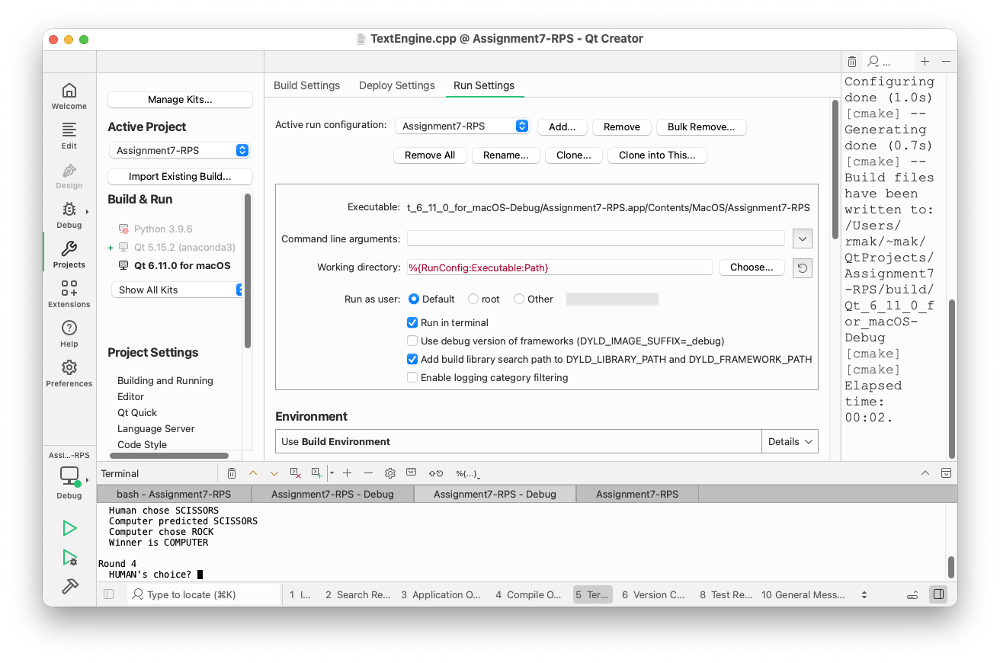 TextEngine.cpp @ Assignment7-RPS - Qt Creator
...
Welcome
Edit
Design
Debug
Projects
Extensions
Help
Preferences
Assi...-RPS
Debug
Manage Kits...
Active Project
Assignment7-RPS
Import Existing Build...
Build & Run
Python 3.9.6
+ Qt 5.15.2 (anaconda3)
Qt 6.11.0 for macOS
Show All Kits
Project Settings
Building and Running
Editor
Qt Quick
Language Server
Code Style
Build Settings Deploy Settings Run Settings
Active run configuration: Assignment7-RPS Add... Remove Bulk Remove...
Remove All Rename... Clone... Clone into This...
Executable: t_6_11_0_for_macOS-Debug/Assignment7-RPS.app/Contents/MacOS/Assignment7-RPS
Command line arguments:
Working directory: %{RunConfig:Executable:Path} Choose...
Run as user: Default root Other
Run in terminal
Use debug version of frameworks (DYLD_IMAGE_SUFFIX=_debug)
Add build library search path to DYLD_LIBRARY_PATH and DYLD_FRAMEWORK_PATH
Enable logging category filtering
Environment
Use Build Environment Details
Configuring
done (1.0s)
[cmake] --
Generating
done (0.7s)
[cmake] --
Build files
have been
written to:
/Users/
rmak/~mak/
QtProjects/
Assignment7
-RPS/build/
Qt_6_11_0_f
or_macOS-
Debug
[cmake]
[cmake]
Elapsed
time:
00:02.
Terminal %{...}
bash - Assignment7-RPS Assignment7-RPS - Debug Assignment7-RPS - Debug Assignment7-RPS
Human chose SCISSORS
Computer predicted SCISSORS
Computer chose ROCK
Winner is COMPUTER
Round 4
HUMAN's choice?
Type to locate (⌘K) 1 I... 2 Search Re... 3 Application O... 4 Compile O... 5 Ter... 6 Version C... 8 Test Re... 10 General Mess...